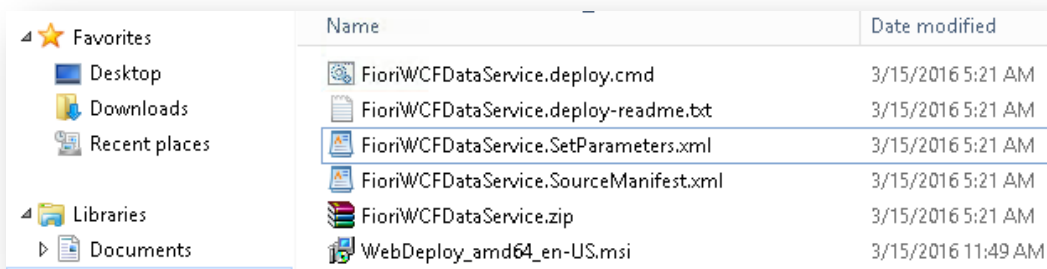 Favorites
Desktop
Downloads
Recent places
Libraries
Documents
Name Date modified
FioriWCFDataService.deploy.cmd 3/15/2016 5:21 AM
FioriWCFDataService.deploy-readme.txt 3/15/2016 5:21 AM
FioriWCFDataService.SetParameters.xml 3/15/2016 5:21 AM
FioriWCFDataService.SourceManifest.xml 3/15/2016 5:21 AM
FioriWCFDataService.zip 3/15/2016 5:21 AM
WebDeploy_amd64_en-US.msi 3/15/2016 11:49 AM